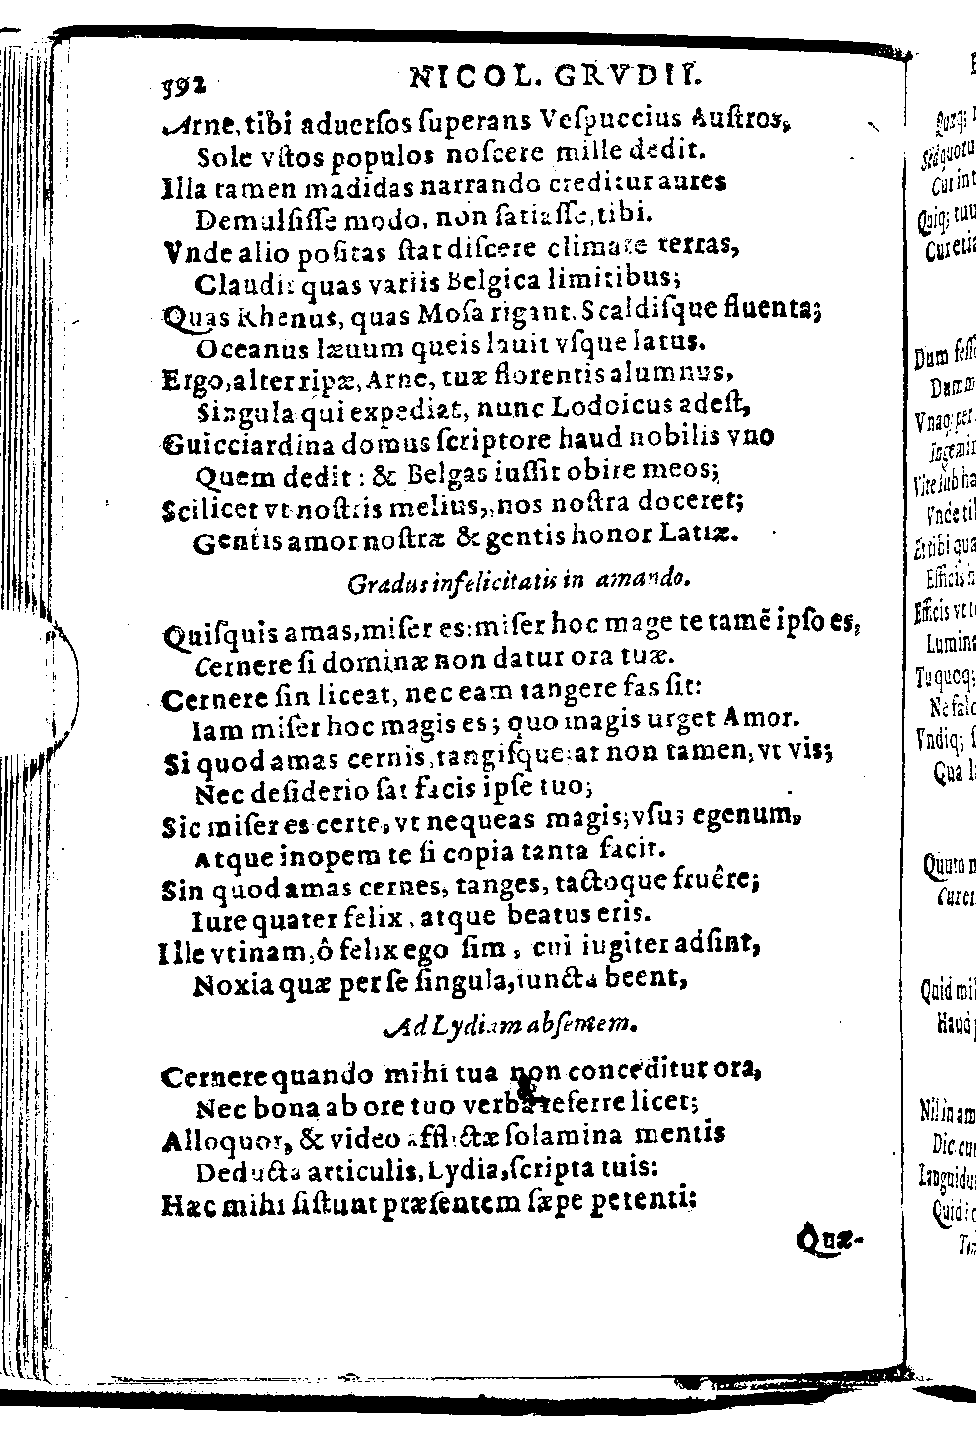 392 NICOL. GRVDII.
Arne, tibi aduerſos ſuperans Veſpuccius Auſtros,
Sole vſtos populos noſcere mille dedit.
Illa tamen madidas narrando creditur aures
Demulſiſſe modo, non ſatiaſſe, tibi.
Vnde alio poſitas ſtat diſcere climate terras,
Claudit quas variis Belgica limitibus;
Quas Rhenus, quas Moſa rigant, Scaldiſque fluenta;
Oceanus læuum queis lauit vſque latus.
Ergo, alter ripæ, Arne, tuæ florentis alumnus,
Singula qui expediat, nunc Lodoicus adeſt,
Guicciardina domus ſcriptore haud nobilis vno
Quem dedit: & Belgas iuſſit obire meos;
Scilicet vt noſtris melius, nos noſtra doceret;
Gentis amor noſtræ & gentis honor Latiæ.
Gradus infelicitatis in amando.
Quiſquis amas, miſer es: miſer hoc mage te tamē ipſo es,
Cernere ſi dominæ non datur ora tuæ.
Cernere ſin liceat, nec eam tangere fas ſit:
Iam miſer hoc magis es; quo magis urget Amor.
Si quod amas cernis, tangiſque: at non tamen, vt vis;
Nec deſiderio ſat facis ipſe tuo;
Sic miſer es certe, vt nequeas magis; vſus egenum,
Atque inopem te ſi copia tanta facit.
Sin quod amas cernes, tanges, tactoque fruêre;
Iure quater felix, atque beatus eris.
Ille vtinam, ô felix ego ſim, cui iugiter adſint,
Noxia quæ per ſe ſingula, iuncta beent,
Ad Lydiam abſentem.
Cernere quando mihi tua non conceditur ora,
Nec bona ab ore tuo verba referre licet;
Alloquor, & video afflictæ ſolamina mentis
Deducta articulis, Lydia, ſcripta tuis:
Hæc mihi ſiſtunt præſentem ſæpe petenti:
Quæ-